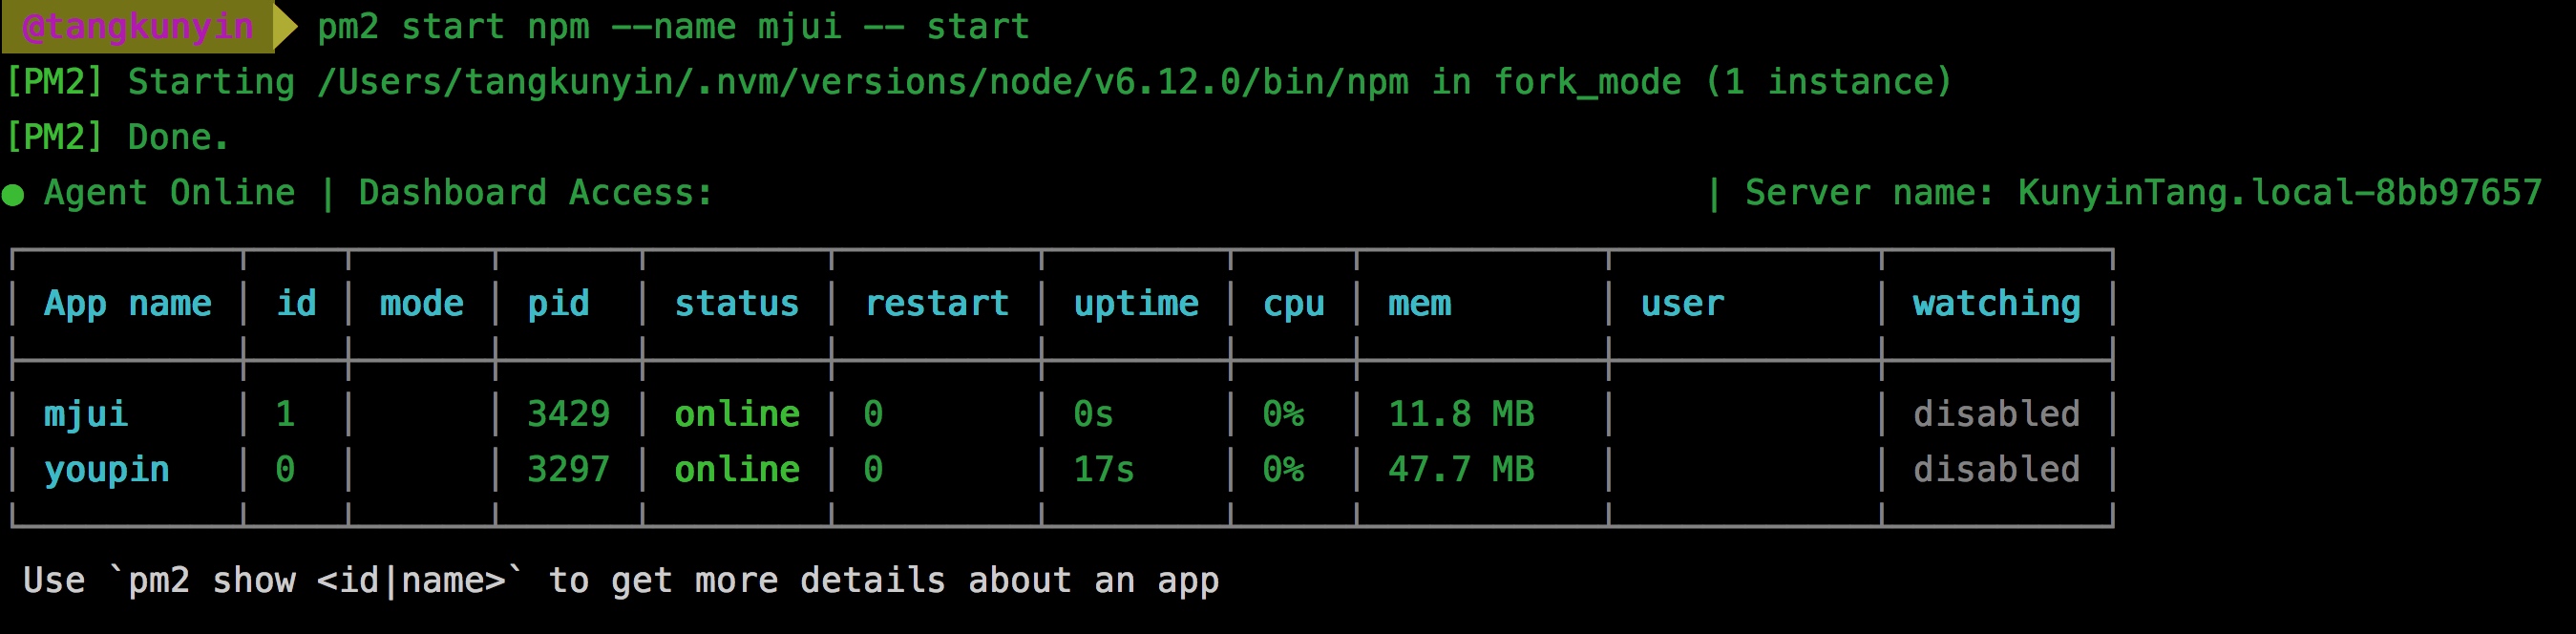 @tangkunyin pm2 start npm --name mjui -- start
[PM2] Starting /Users/tangkunyin/.nvm/versions/node/v6.12.0/bin/npm in fork_mode (1 instance)
[PM2] Done.
● Agent Online | Dashboard Access: | Server name: KunyinTang.local-8bb97657
App name | id | mode | pid | status | restart | uptime | cpu | mem | user | watching
mjui | 1 | | 3429 | online | 0 | 0s | 0% | 11.8 MB | | disabled
youpin | 0 | | 3297 | online | 0 | 17s | 0% | 47.7 MB | | disabled
Use `pm2 show <id|name>` to get more details about an app